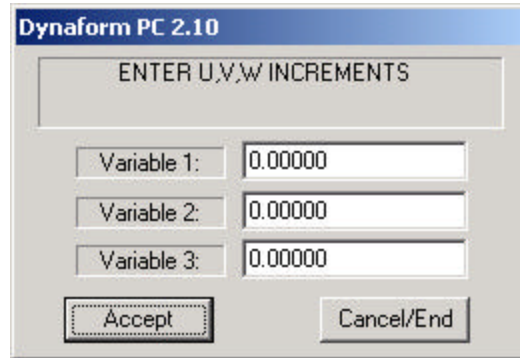 Dynaform PC 2.10
ENTER U,V,W INCREMENTS
Variable 1: 0.00000
Variable 2: 0.00000
Variable 3: 0.00000
Accept Cancel/End